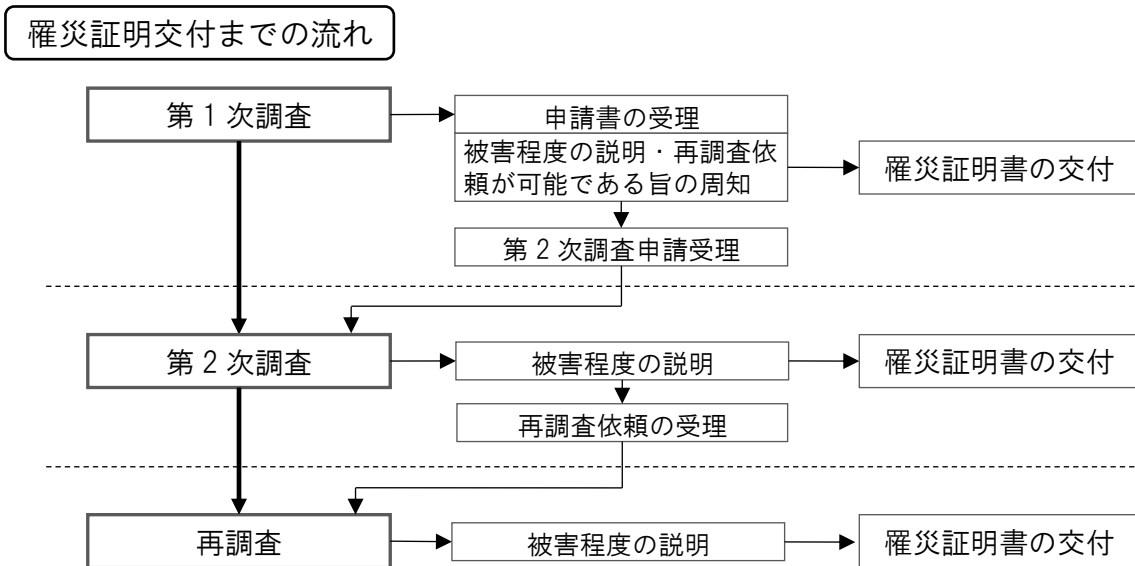 罹災証明交付までの流れ
第1次調査
申請書の受理
被害程度の説明・再調査依
頼が可能である旨の周知
罹災証明書の交付
第2次調査申請受理
第2次調査
被害程度の説明
罹災証明書の交付
再調査依頼の受理
再調査
被害程度の説明
罹災証明書の交付